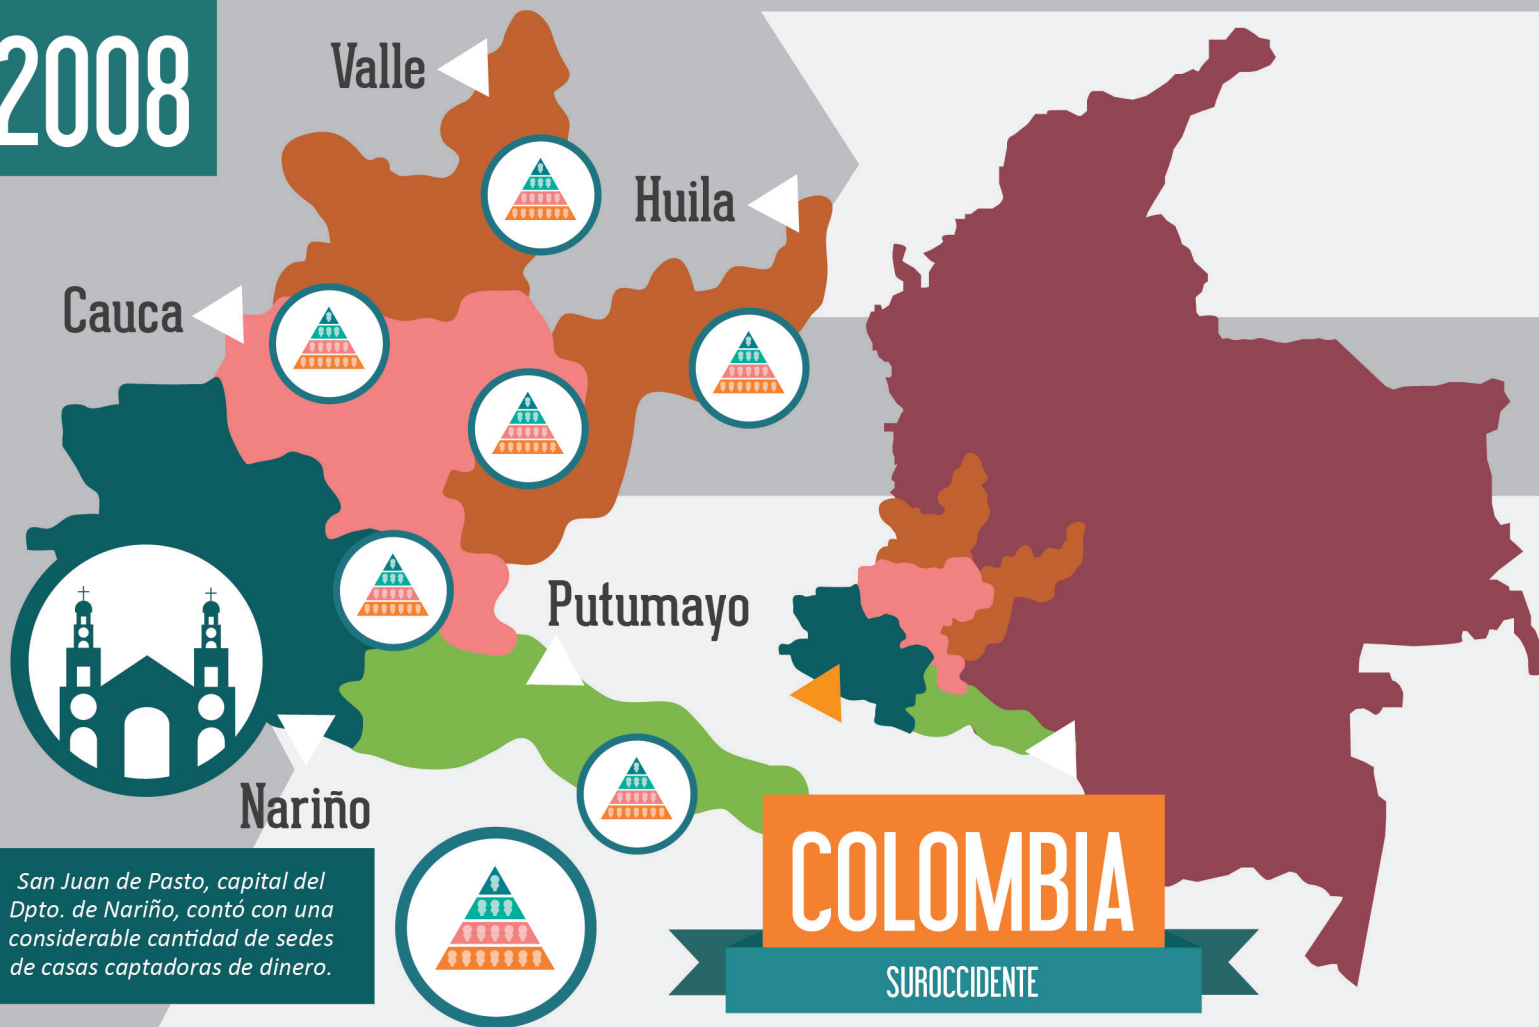 2008
Valle
Huila
Cauca
Putumayo
Nariño
San Juan de Pasto, capital del
Dpto. de Nariño, contó con una
considerable cantidad de sedes
de casas captadoras de dinero.
COLOMBIA
SUROCCIDENTE